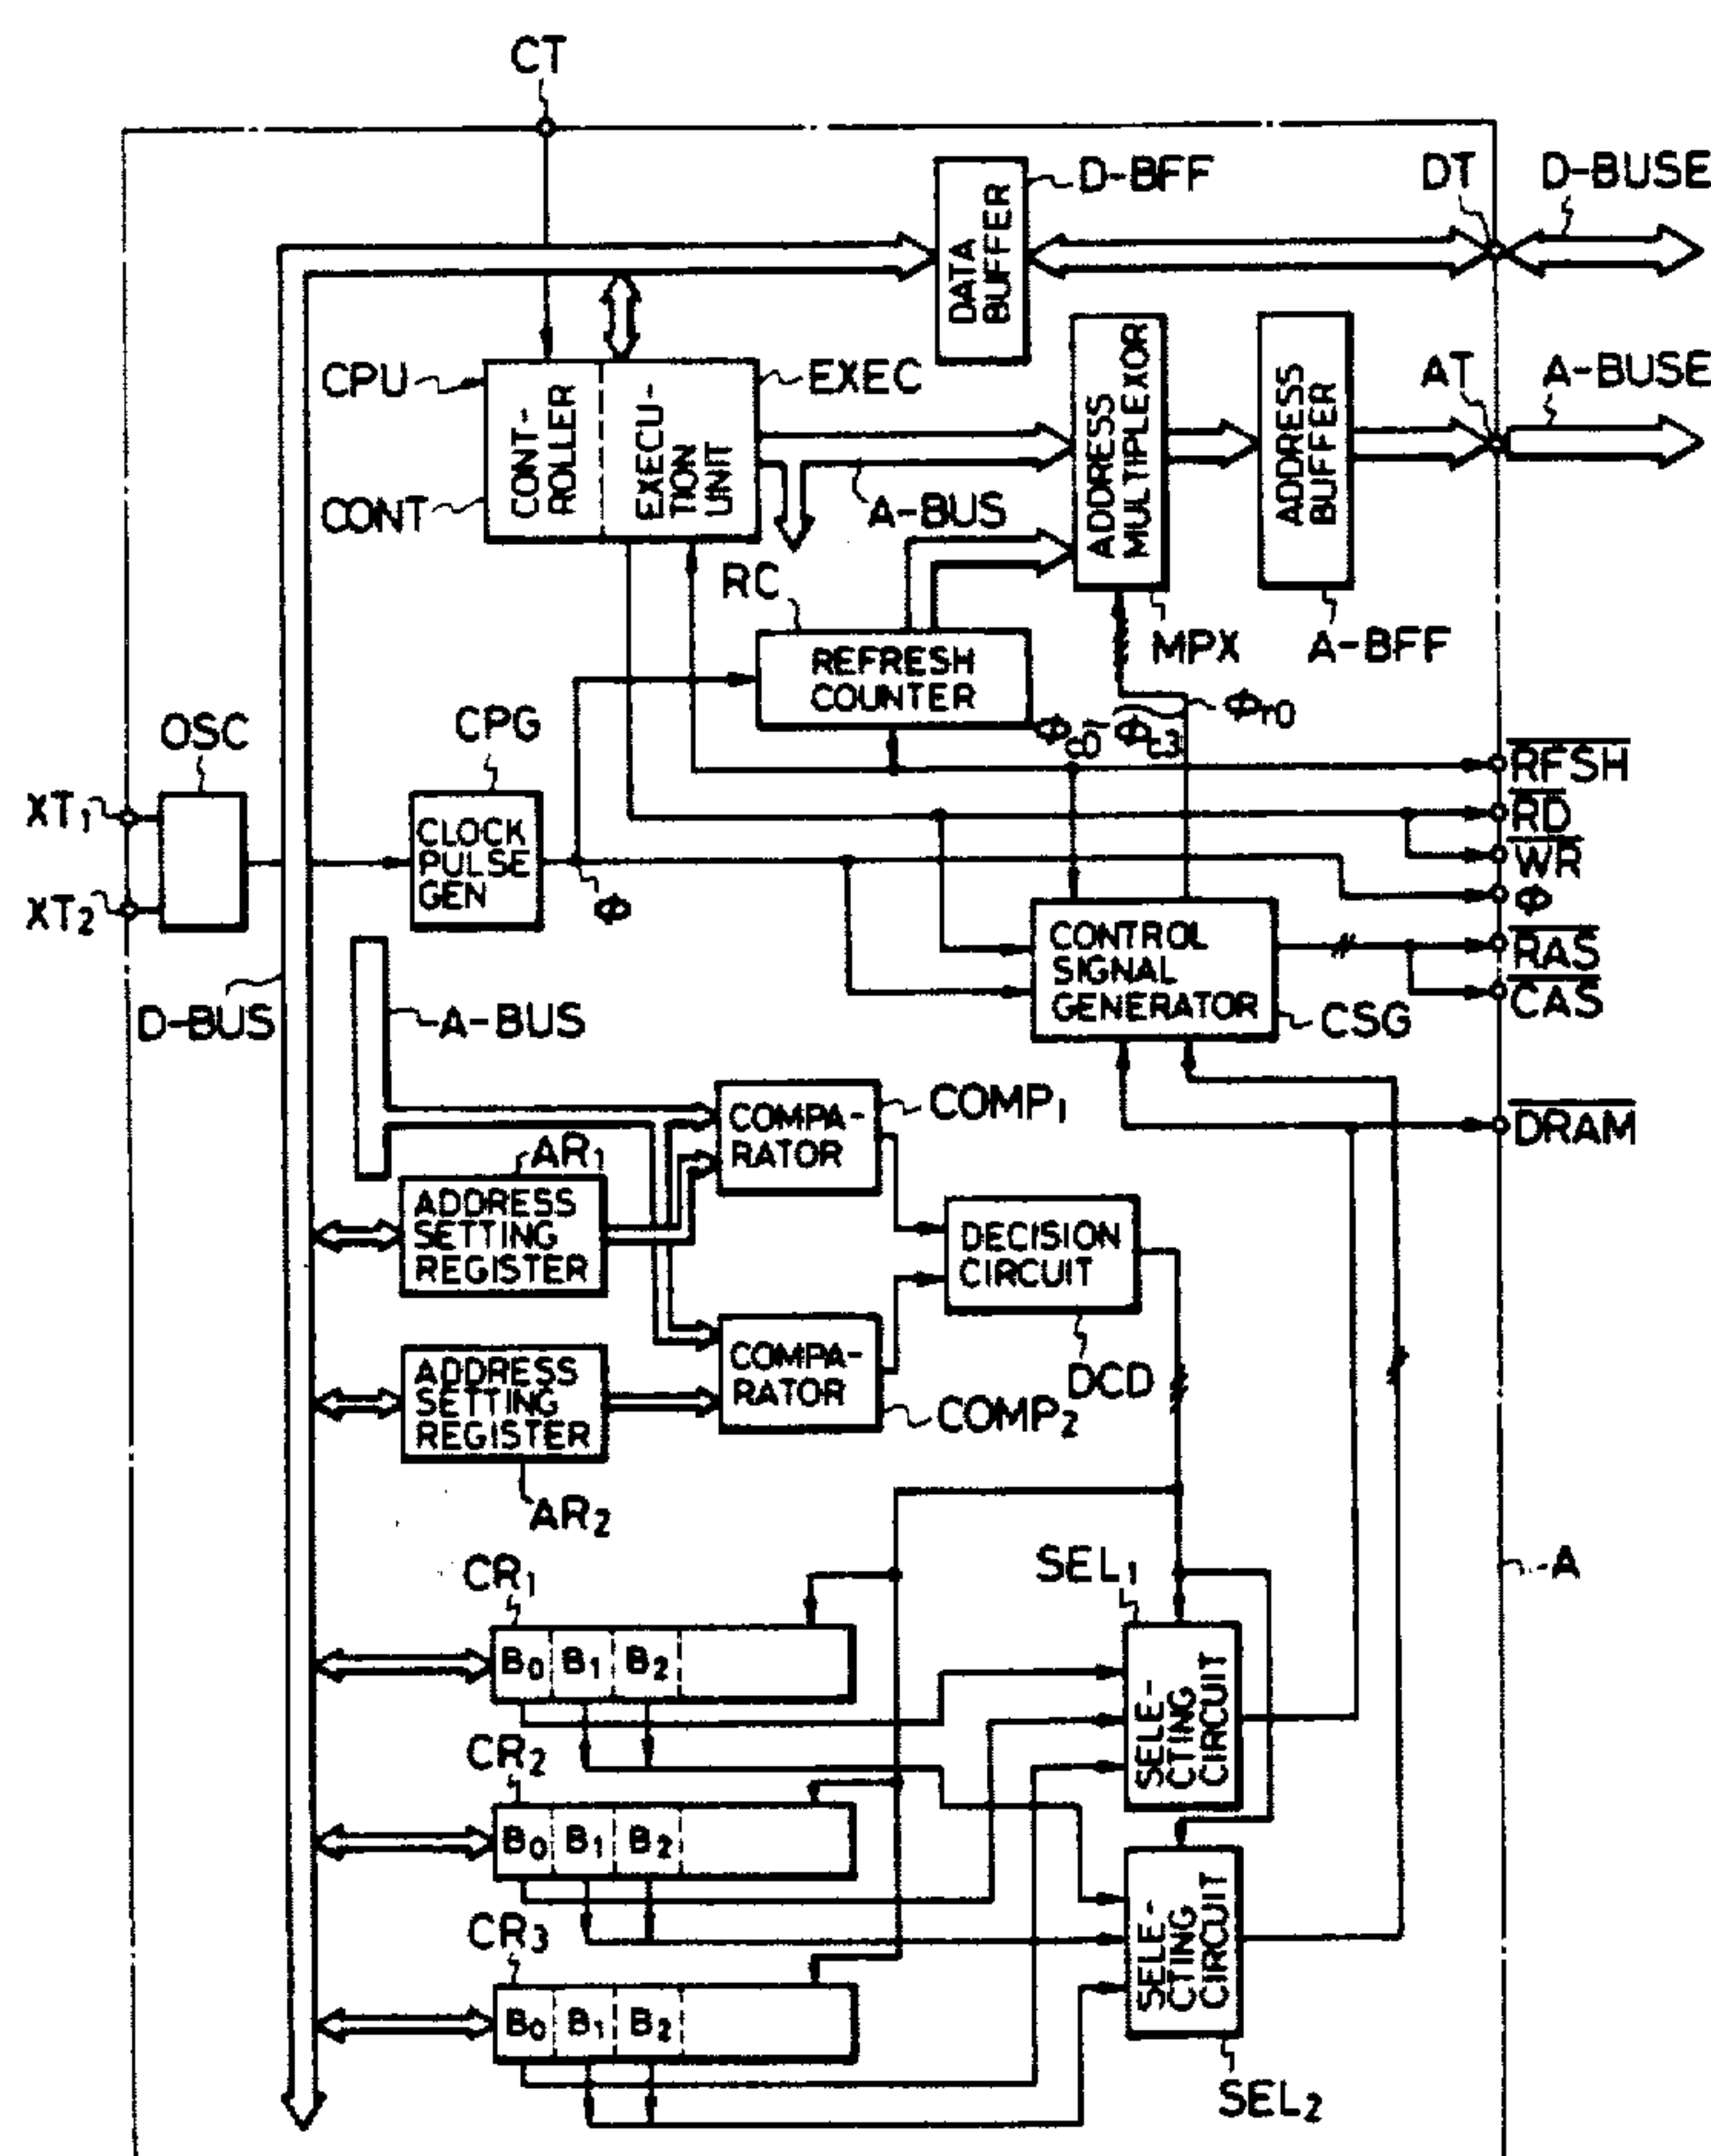 CT
D-BFF
DT
D-BUSE
DATA
BUFFER
CPU
CONT-
ROLLER
EXECU-
TION
UNIT
EXEC
CONT
A-BUS
ADDRESS
MULTIPLEXOR
ADDRESS
BUFFER
AT
A-BUSE
RC
MPX
A-BFF
REFRESH
COUNTER
Φr0
OSC
CPG
XT1
XT2
CLOCK
PULSE
GEN
Φ
RFSH
RD
WR
Φ
RAS
CAS
CONTROL
SIGNAL
GENERATOR
CSG
D-BUS
A-BUS
DRAM
COMPA-
RATOR
COMP1
AR1
ADDRESS
SETTING
REGISTER
DECISION
CIRCUIT
DCD
ADDRESS
SETTING
REGISTER
AR2
COMPA-
RATOR
COMP2
A
CR1
B0 B1 B2
SEL1
SELE-
CTING
CIRCUIT
CR2
B0 B1 B2
CR3
B0 B1 B2
SELE-
CTING
CIRCUIT
SEL2